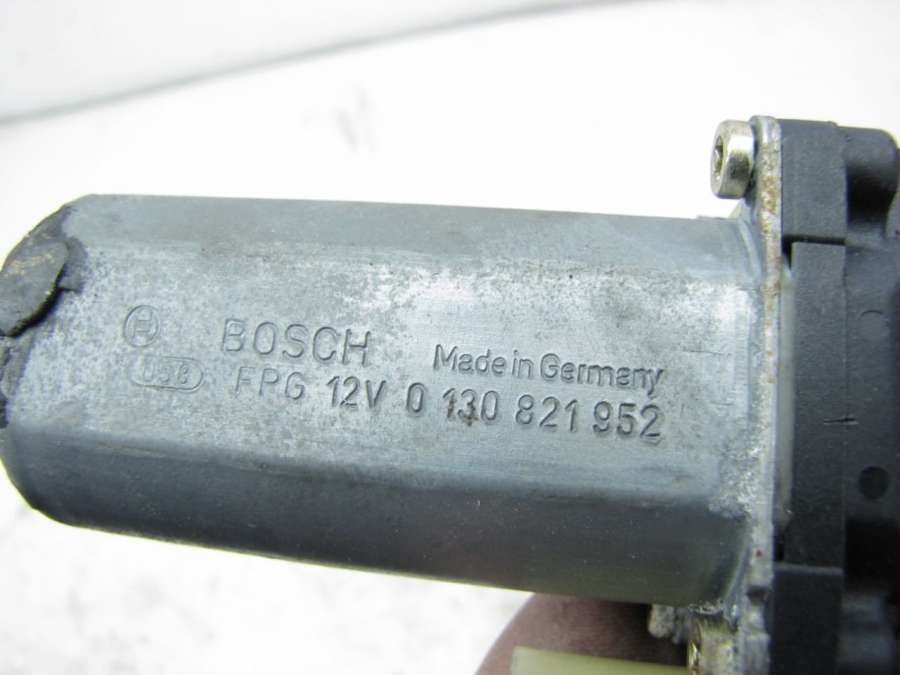 BOSCH Made in Germany
FPG 12V 0 130 821 952